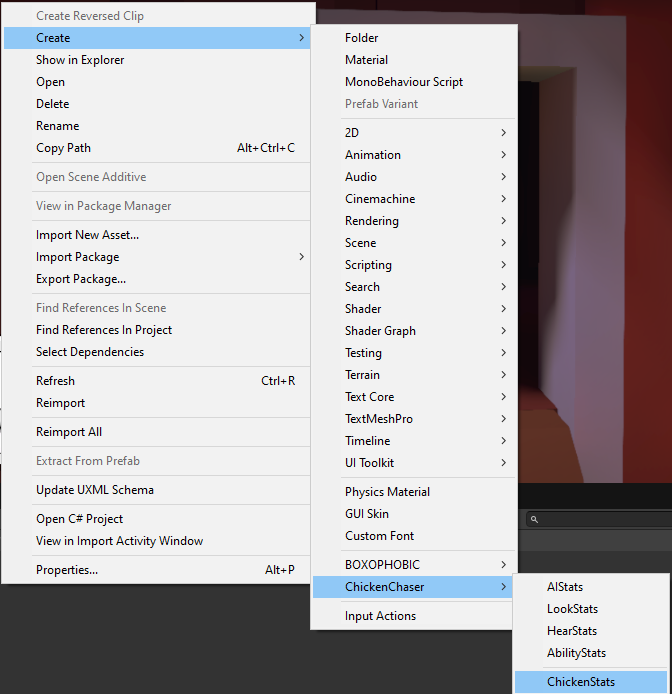 Create Reversed Clip
Create
Show in Explorer
Open
Delete
Rename
Copy Path Alt+Ctrl+C
Open Scene Additive
View in Package Manager
Import New Asset...
Import Package
Export Package...
Find References In Scene
Find References In Project
Select Dependencies
Refresh Ctrl+R
Reimport
Reimport All
Extract From Prefab
Update UXML Schema
Open C# Project
View in Import Activity Window
Properties... Alt+P
Folder
Material
MonoBehaviour Script
Prefab Variant
2D
Animation
Audio
Cinemachine
Rendering
Scene
Scripting
Search
Shader
Shader Graph
Testing
Terrain
Text Core
TextMeshPro
Timeline
UI Toolkit
Physics Material
GUI Skin
Custom Font
BOXOPHOBIC
ChickenChaser
Input Actions
AIStats
LookStats
HearStats
AbilityStats
ChickenStats